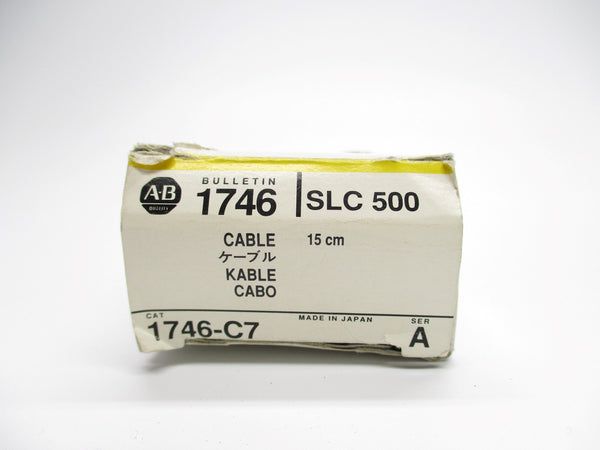 A-B
QUALITY
BULLETIN
1746 SLC 500
CABLE 15 cm
ケーブル
KABLE
CABO
CAT MADE IN JAPAN SER
1746-C7 A